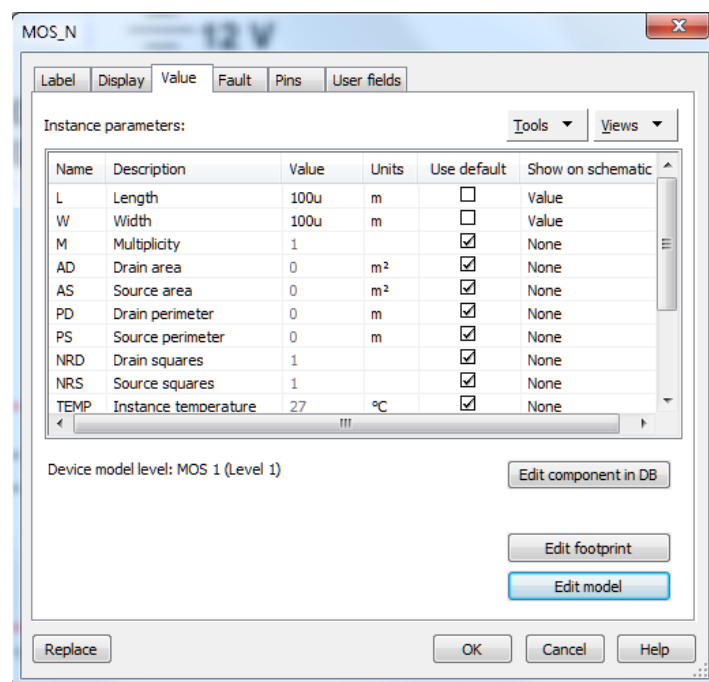 MOS_N
12 V
Label Display Value Fault Pins User fields
Instance parameters:
Tools Views
Name Description Value Units Use default Show on schematic
L Length 100u m Value
W Width 100u m Value
M Multiplicity 1 None
AD Drain area 0 m² None
AS Source area 0 m² None
PD Drain perimeter 0 m None
PS Source perimeter 0 m None
NRD Drain squares 1 None
NRS Source squares 1 None
TEMP Instance temperature 27 °C None
Device model level: MOS 1 (Level 1)
Edit component in DB
Edit footprint
Edit model
Replace OK Cancel Help